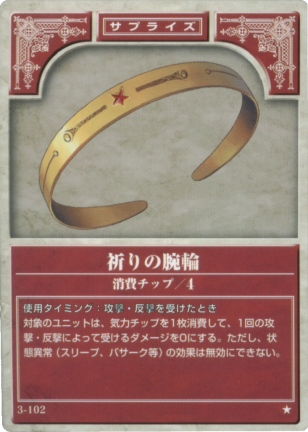 サプライズ
祈りの腕輪
消費チップ/4
使用タイミング：攻撃・反撃を受けたとき
対象のユニットは、気力チップを1枚消費して、1回の攻
撃・反撃によって受けるダメージを0にする。ただし、状
態異常（スリープ、バサーク等）の効果は無効にできない。
3-102 ★